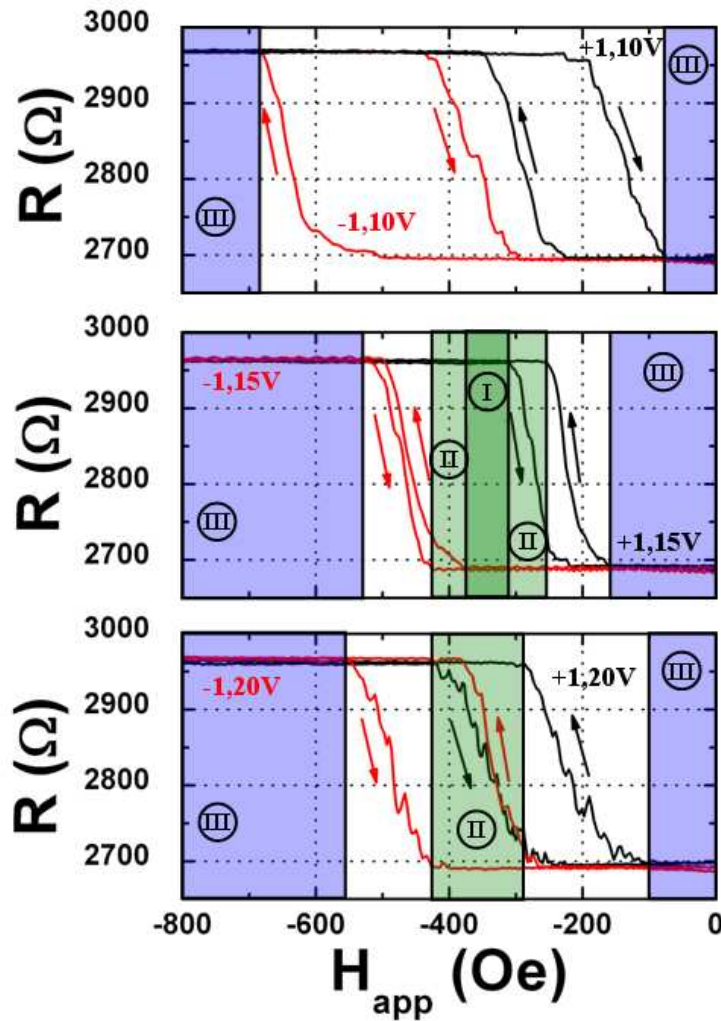 3000
+1,10V
III
2900
R (Ω)
2800
III
-1,10V
2700
3000
-1,15V
III
I
2900
R (Ω)
II
2800
III
II
+1,15V
2700
3000
-1,20V
+1,20V
III
2900
R (Ω)
2800
III
II
2700
-800 -600 -400 -200 0
Happ (Oe)